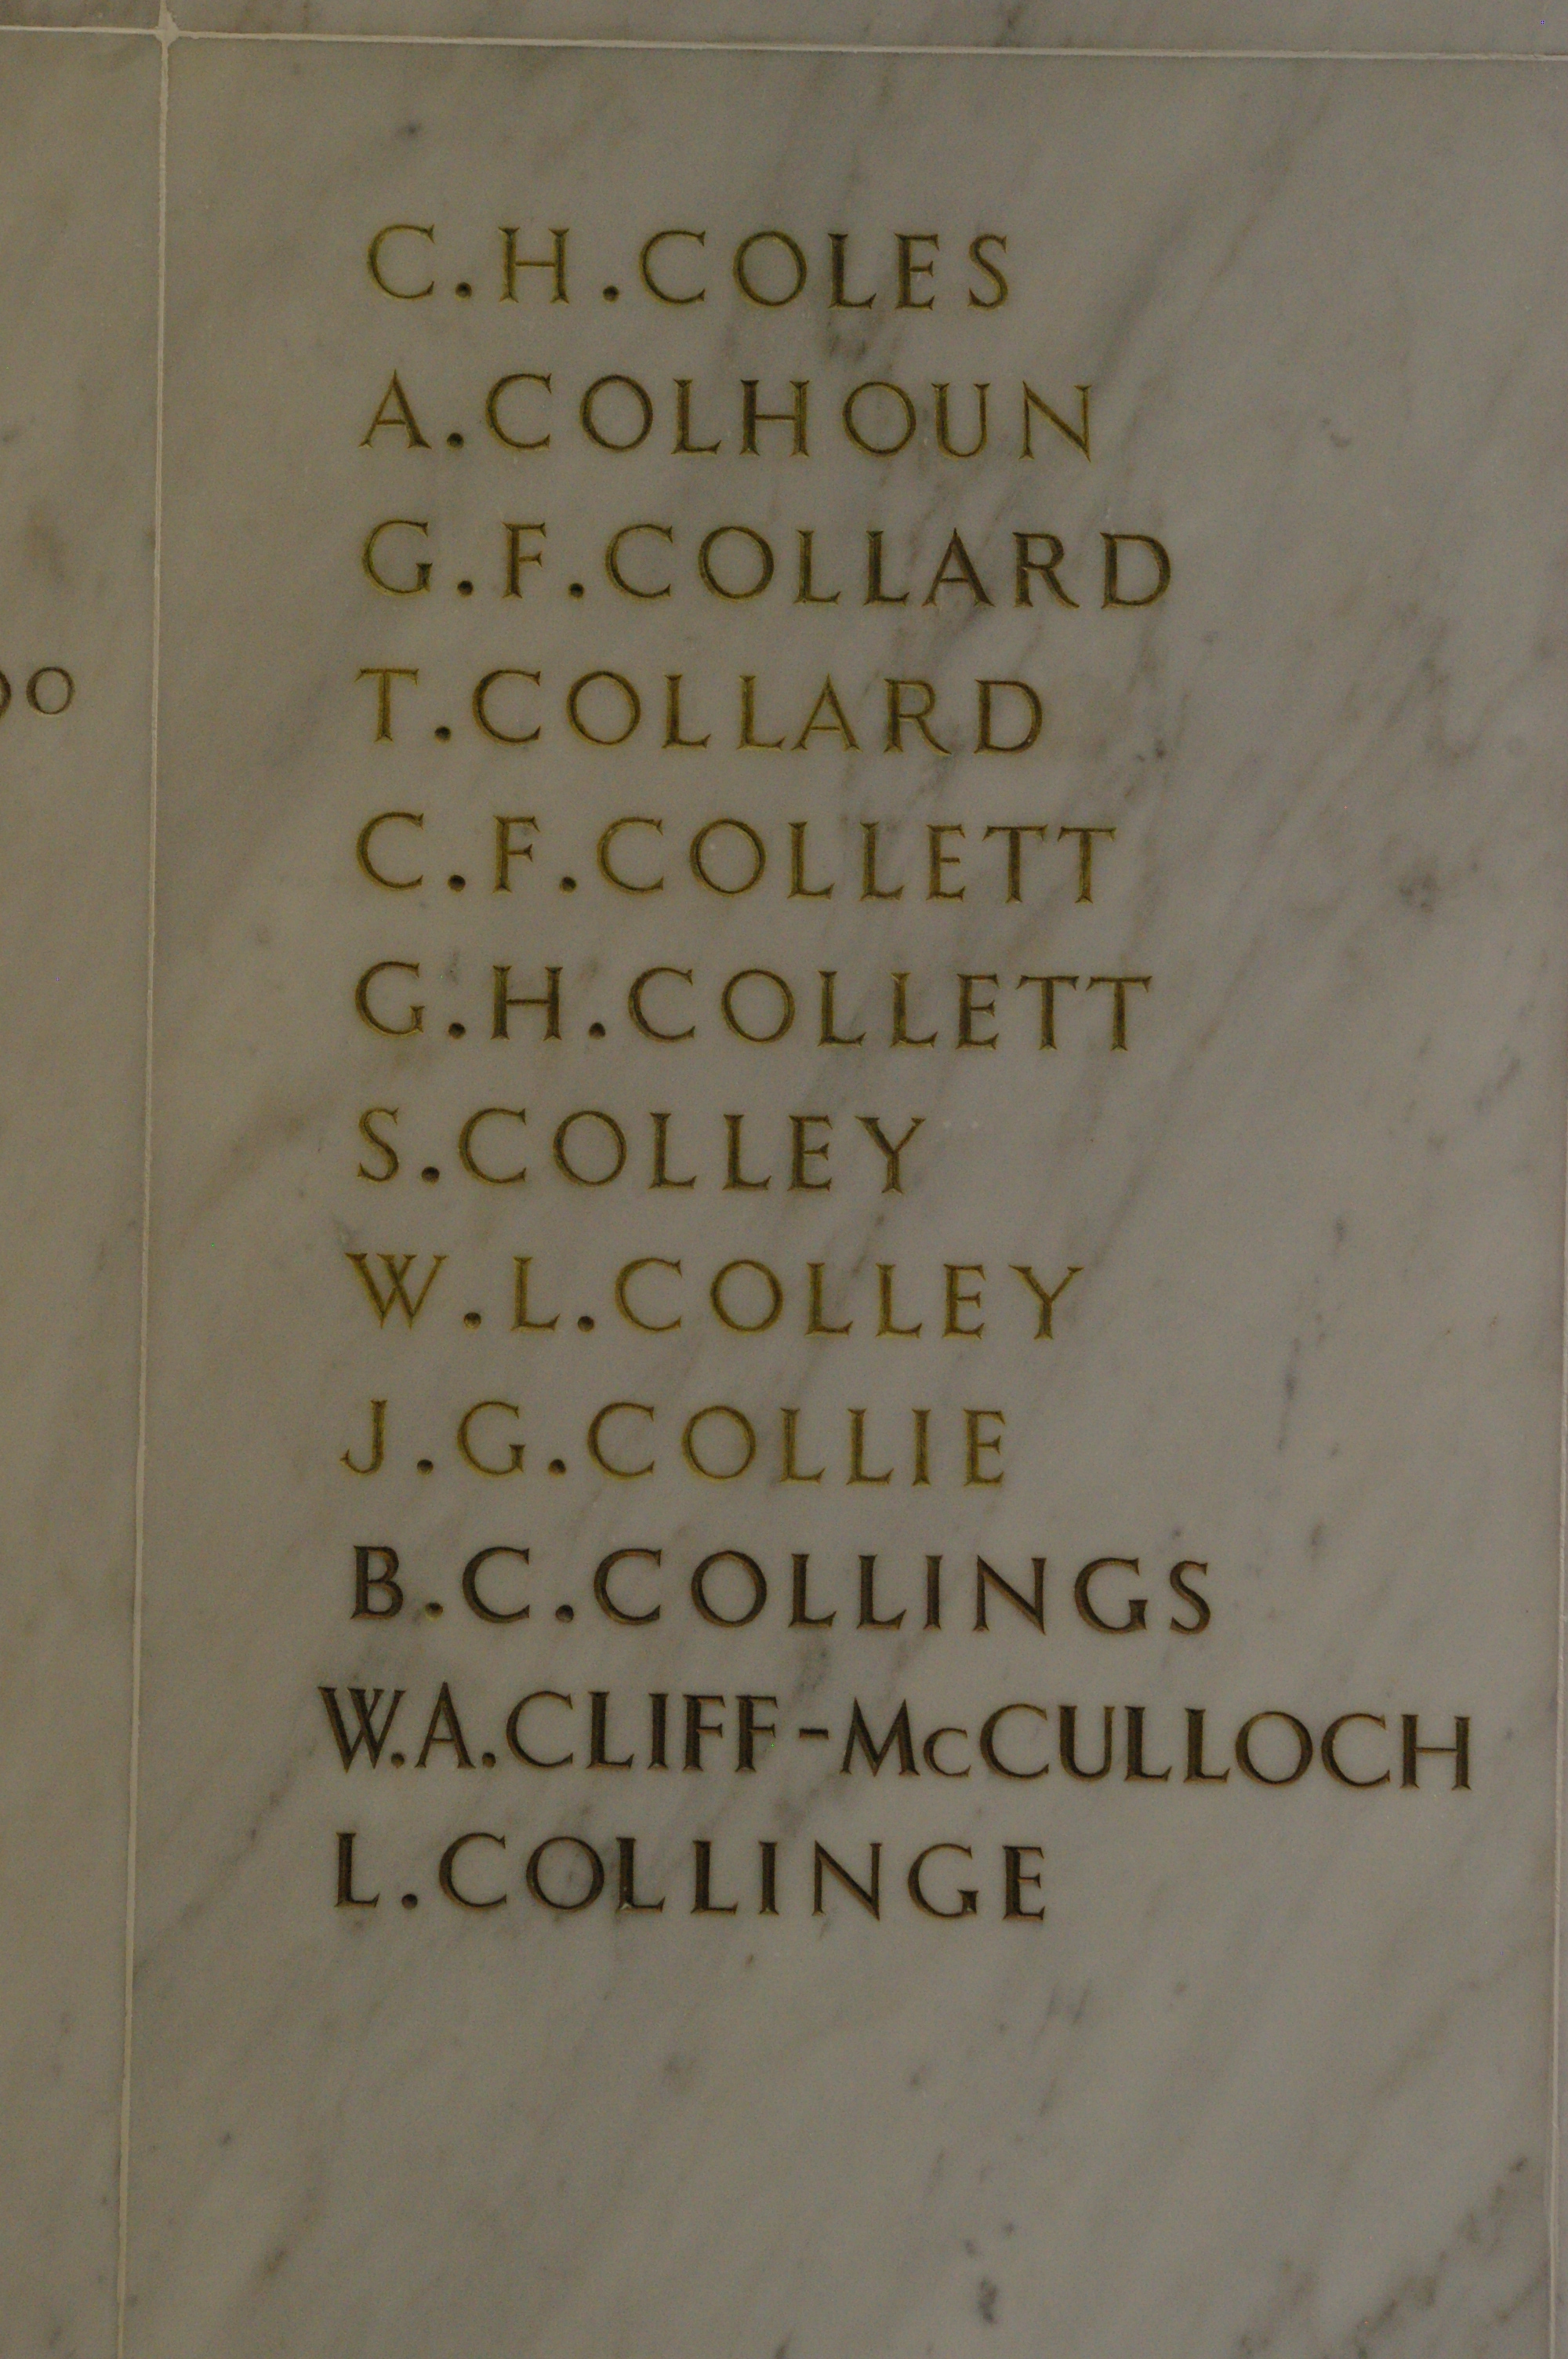 C.H.COLES
A.COLHOUN
G.F.COLLARD
T.COLLARD
C.F.COLLETT
G.H.COLLETT
S.COLLEY
W.L.COLLEY
J.G.COLLIE
B.C.COLLINGS
W.A.CLIFF-McCULLOCH
L.COLLINGE